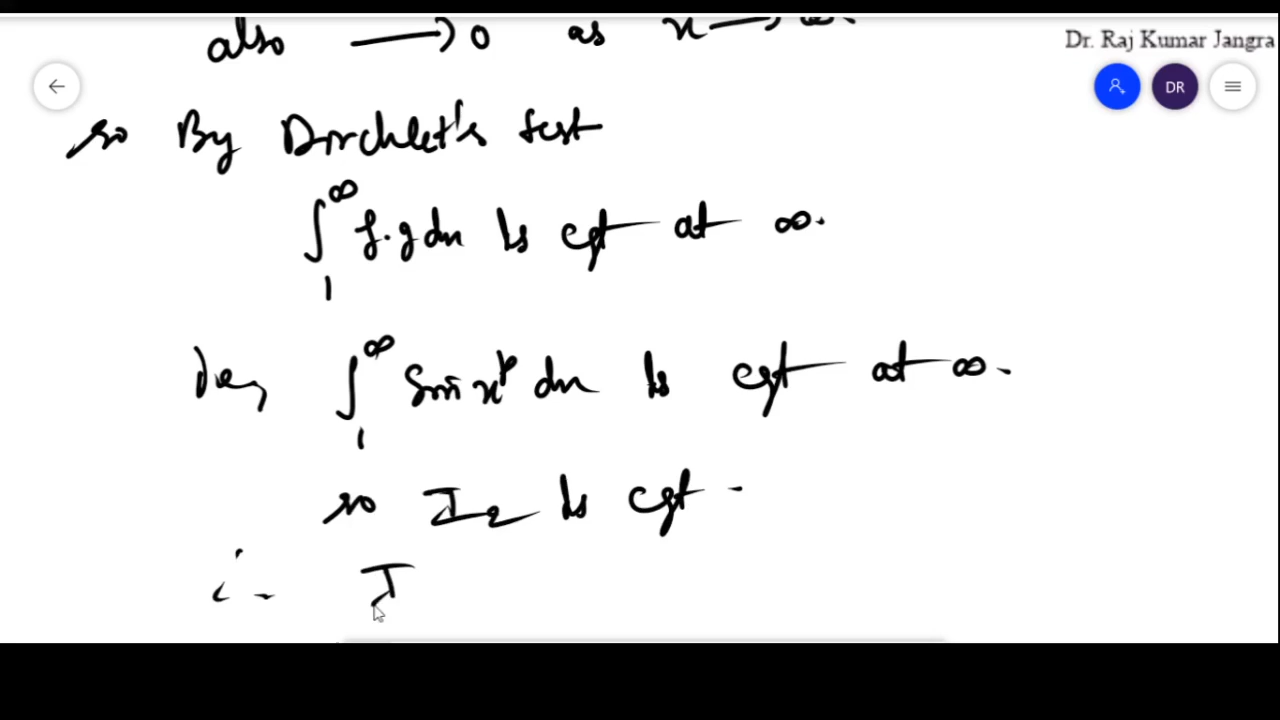 also → 0 as x →
Dr. Raj Kumar Jangra
DR
so By Dirchlet's test
∫₁^∞ f.g dx is cgt at ∞.
∫₁^∞ Sin x^p dx is cgt at ∞.
so I₂ is cgt.
∴ I